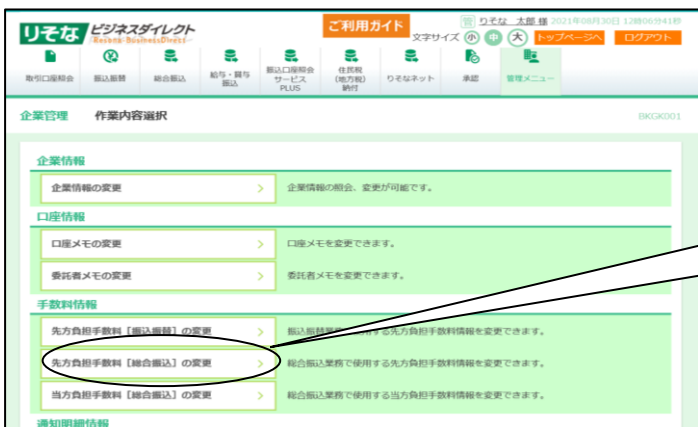 りそな ビジネスダイレクト
Resona Business Direct
ご利用ガイド
管 りそな 太郎 様 2021年08月30日 12時06分41秒
文字サイズ 小 中 大 トップページへ ログアウト
取引口座照会 振込振替 総合振込 給与・賞与振込 振込口座照会サービスPLUS 住民税(地方税)納付 りそなネット 承認 管理メニュー
企業管理 作業内容選択 BKGK001
企業情報
企業情報の変更 > 企業情報の照会、変更が可能です。
口座情報
口座メモの変更 > 口座メモを変更できます。
委託者メモの変更 > 委託者メモを変更できます。
手数料情報
先方負担手数料［振込振替］の変更 > 振込振替業務で使用する先方負担手数料情報を変更できます。
先方負担手数料［総合振込］の変更 > 総合振込業務で使用する先方負担手数料情報を変更できます。
当方負担手数料［総合振込］の変更 > 総合振込業務で使用する当方負担手数料情報を変更できます。
通知明細情報